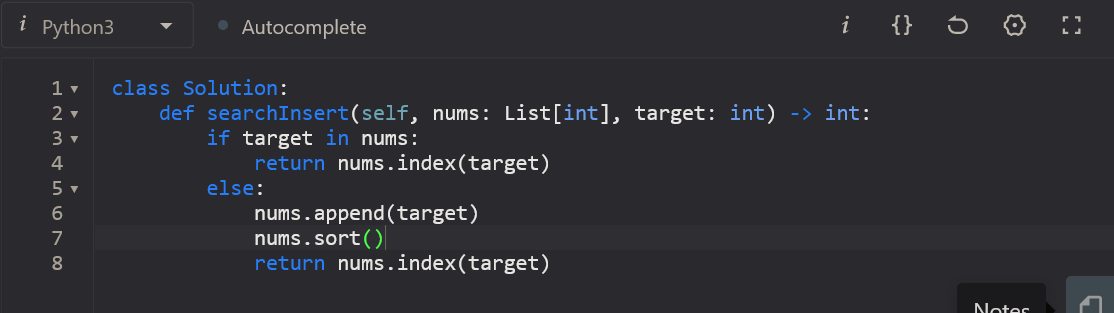 i Python3 Autocomplete i {}
1 class Solution:
2     def searchInsert(self, nums: List[int], target: int) -> int:
3         if target in nums:
4             return nums.index(target)
5         else:
6             nums.append(target)
7             nums.sort()
8             return nums.index(target)
Notes